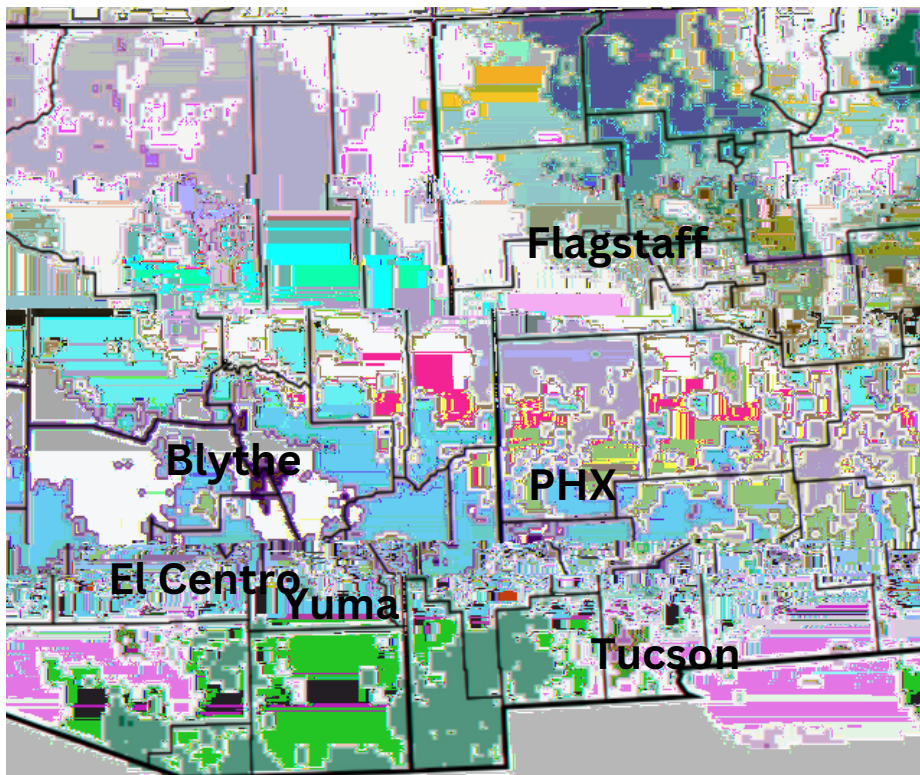 Flagstaff
Blythe
PHX
El Centro
Yuma
Tucson